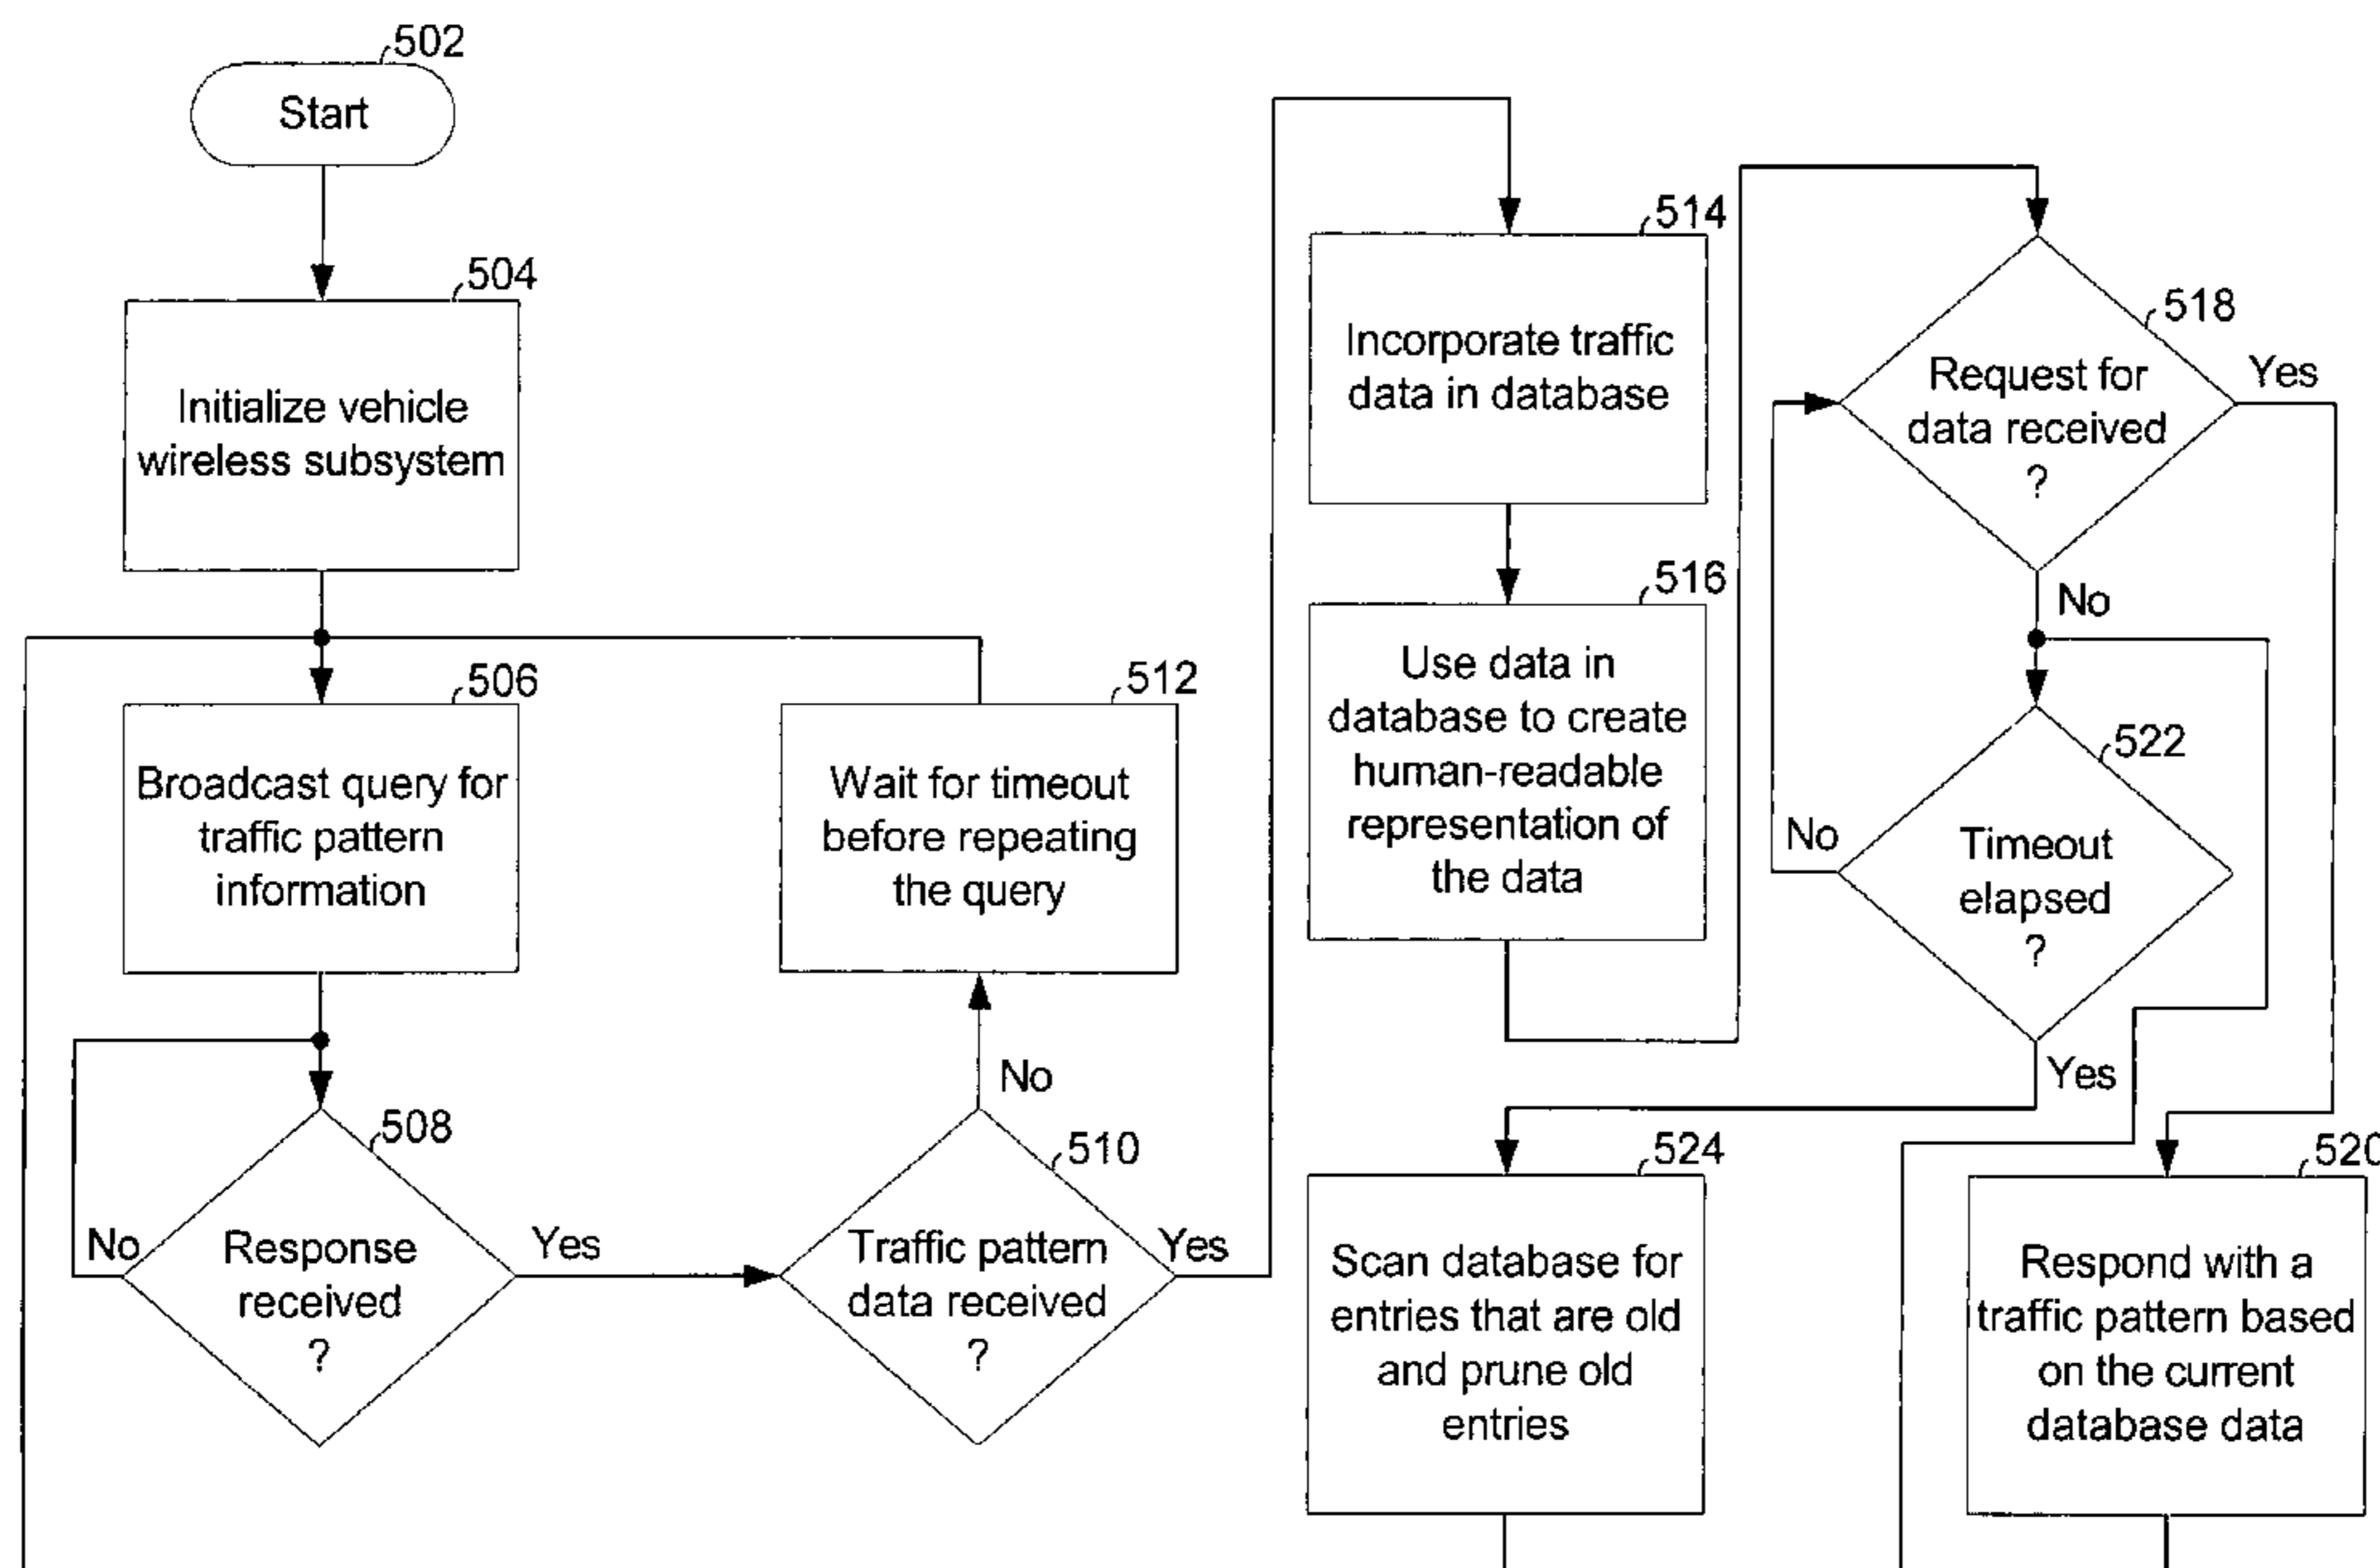 502
Start
504
Initialize vehicle
wireless subsystem
506
Broadcast query for
traffic pattern
information
508
Response
received
?
No
Yes
510
Traffic pattern
data received
?
No
Yes
512
Wait for timeout
before repeating
the query
514
Incorporate traffic
data in database
516
Use data in
database to create
human-readable
representation of
the data
518
Request for
data received
?
Yes
No
522
Timeout
elapsed
?
No
Yes
524
Scan database for
entries that are old
and prune old
entries
520
Respond with a
traffic pattern based
on the current
database data